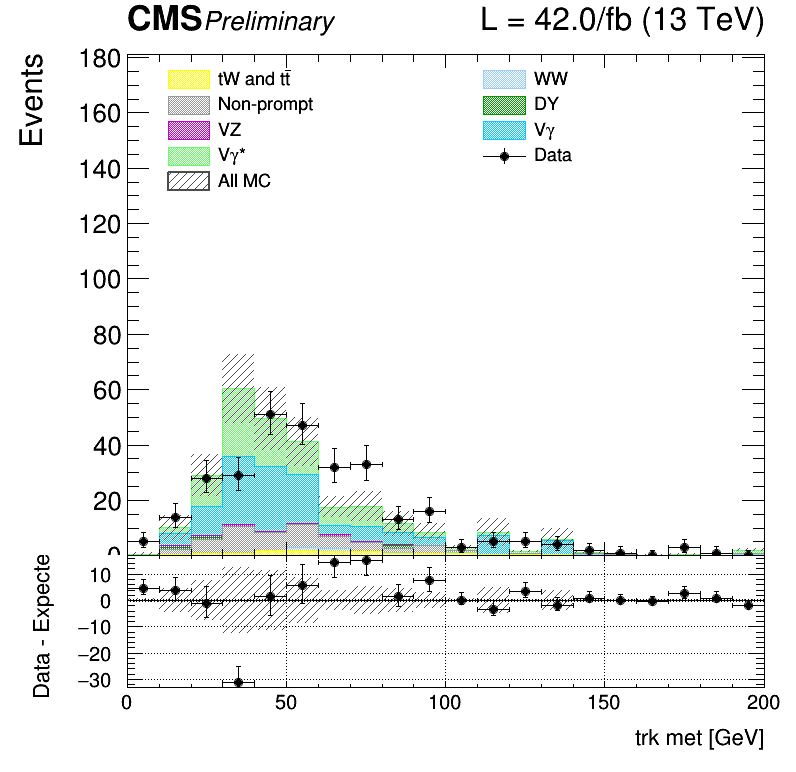 CMS Preliminary L = 42.0/fb (13 TeV)
Events
180
160
140
120
100
80
60
40
20
0
tW and tt̄
Non-prompt
VZ
Vγ*
All MC
WW
DY
Vγ
Data
Data - Expecte
10
0
−10
−20
−30
0 50 100 150 200
trk met [GeV]